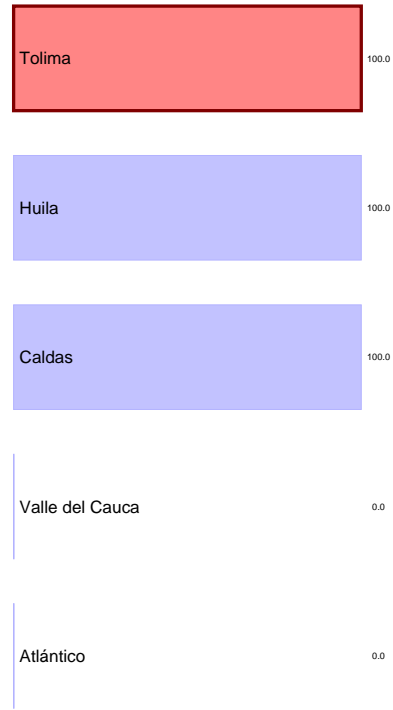 Tolima 100.0
Huila 100.0
Caldas 100.0
Valle del Cauca 0.0
Atlántico 0.0